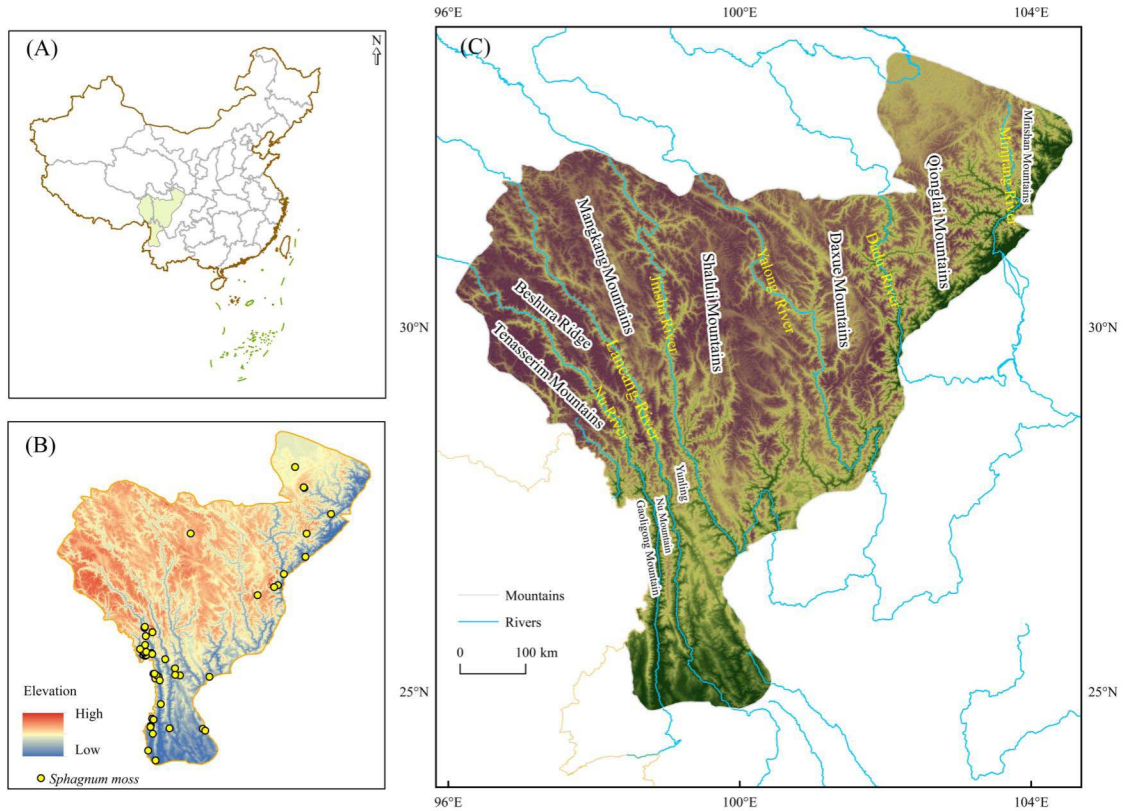 (A)
N
(B)
Elevation
High
Low
Sphagnum moss
96°E
100°E
104°E
(C)
Minshan Mountains
Minjiang River
Qionglai Mountains
Dadu River
Daxue Mountains
Yalong River
Shaluli Mountains
Jinsha River
Mangkang Mountains
Lancang River
Beshura Ridge
Nu River
Tenasserim Mountains
Yunling
Nu Mountain
Gaoligong Mountain
30°N
30°N
25°N
25°N
Mountains
Rivers
0
100 km
96°E
100°E
104°E